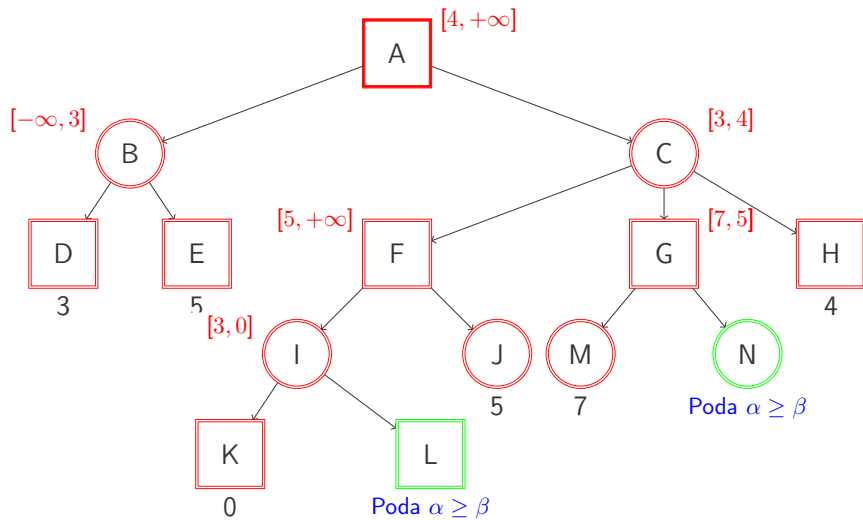 [4, +∞]
A
[−∞, 3]
B
[3, 4]
C
[5, +∞]
[7, 5]
D
E
F
G
H
3
5
4
[3, 0]
I
J
M
N
5
7
Poda α ≥ β
K
L
0
Poda α ≥ β